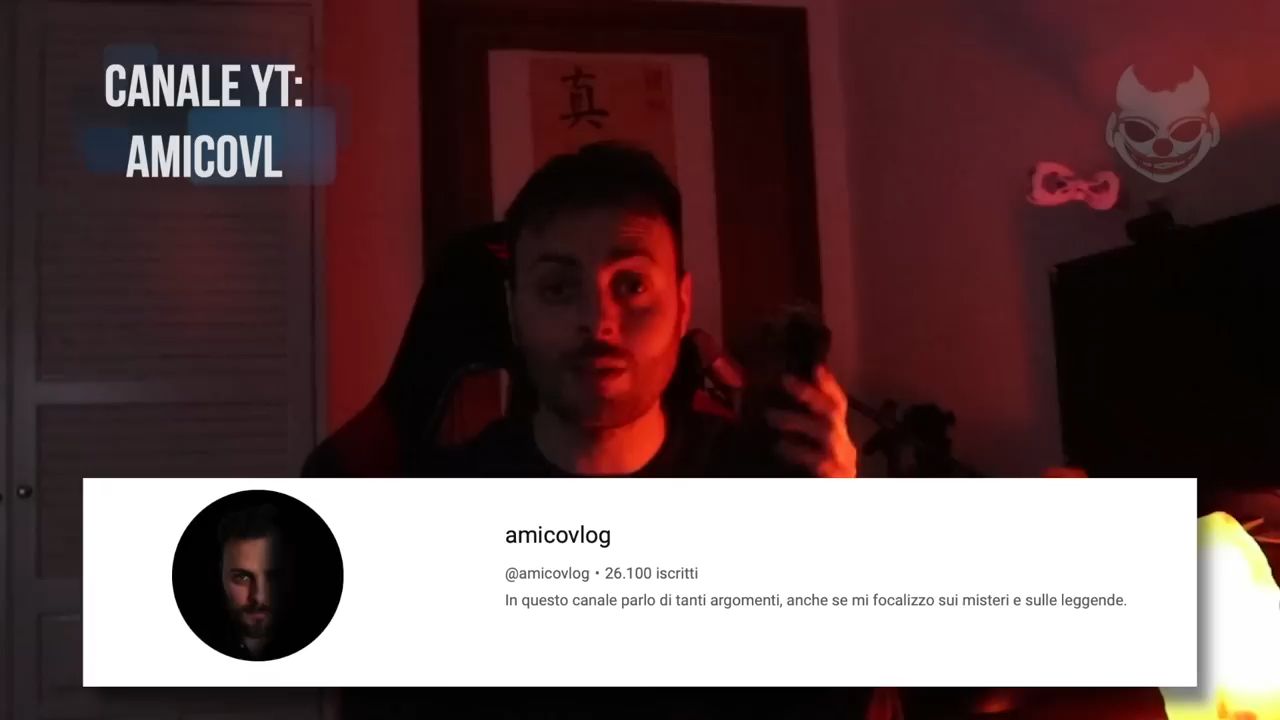 CANALE YT:
AMICOVL
真
amicovlog
@amicovlog • 26.100 iscritti
In questo canale parlo di tanti argomenti, anche se mi focalizzo sui misteri e sulle leggende.